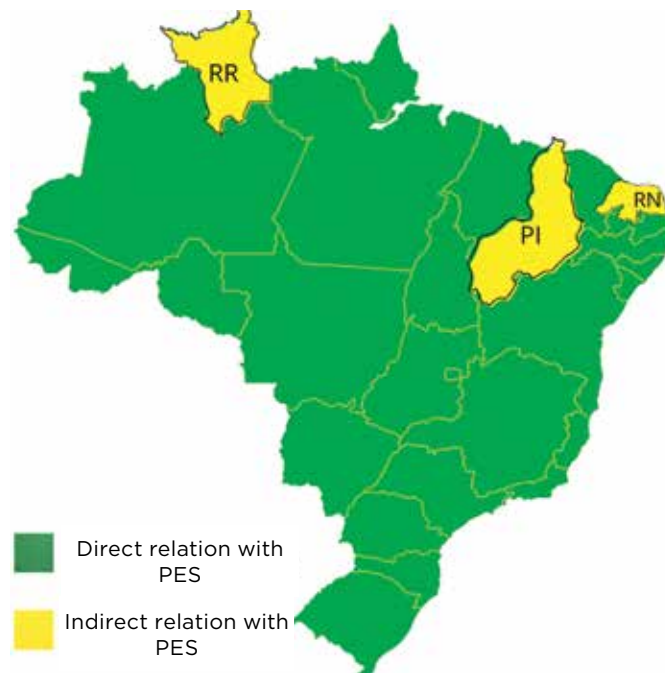 RR
RN
PI
Direct relation with
PES
Indirect relation with
PES